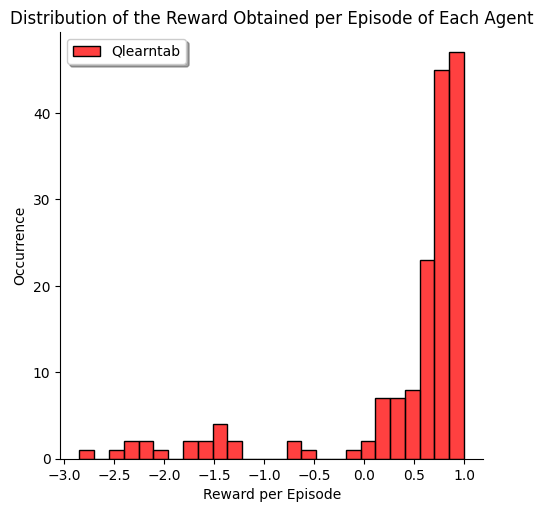 Distribution of the Reward Obtained per Episode of Each Agent
Qlearntab
40
30
20
10
0
Occurrence
−3.0 −2.5 −2.0 −1.5 −1.0 −0.5 0.0 0.5 1.0
Reward per Episode